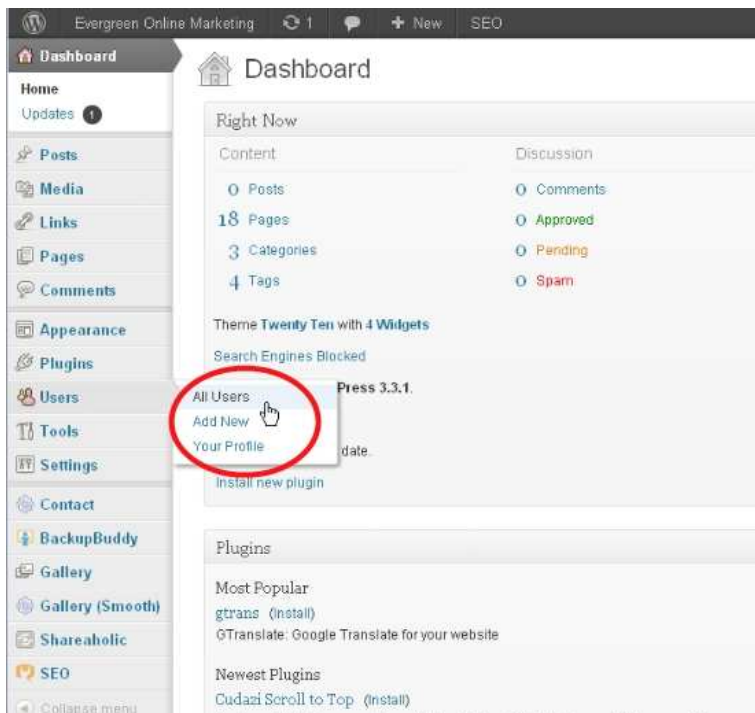 Evergreen Online Marketing 1 + New SEO
Dashboard
Home
Updates 1
Posts
Media
Links
Pages
Comments
Appearance
Plugins
Users
Tools
Settings
Contact
BackupBuddy
Gallery
Gallery (Smooth)
Shareaholic
SEO
Collapse menu
Dashboard
Right Now
Content
0 Posts
18 Pages
3 Categories
4 Tags
Discussion
0 Comments
0 Approved
0 Pending
0 Spam
Theme Twenty Ten with 4 Widgets
Search Engines Blocked
Press 3.3.1.
All Users
Add New
Your Profile
date.
Install new plugin
Plugins
Most Popular
gtrans (Install)
GTranslate: Google Translate for your website
Newest Plugins
Cudazi Scroll to Top (Install)